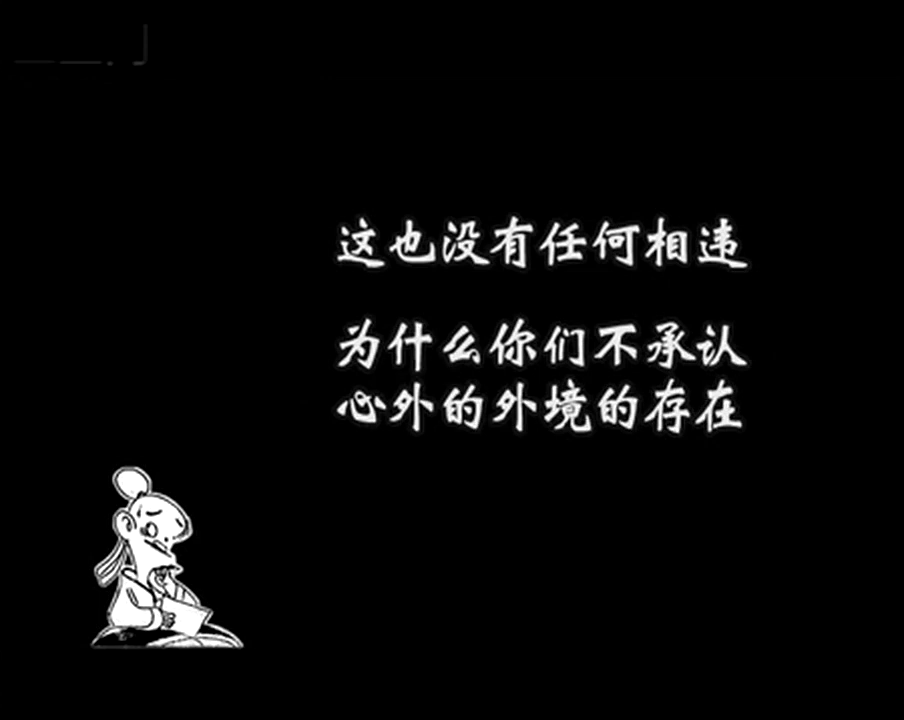 这也没有任何相违
为什么你们不承认
心外的外境的存在